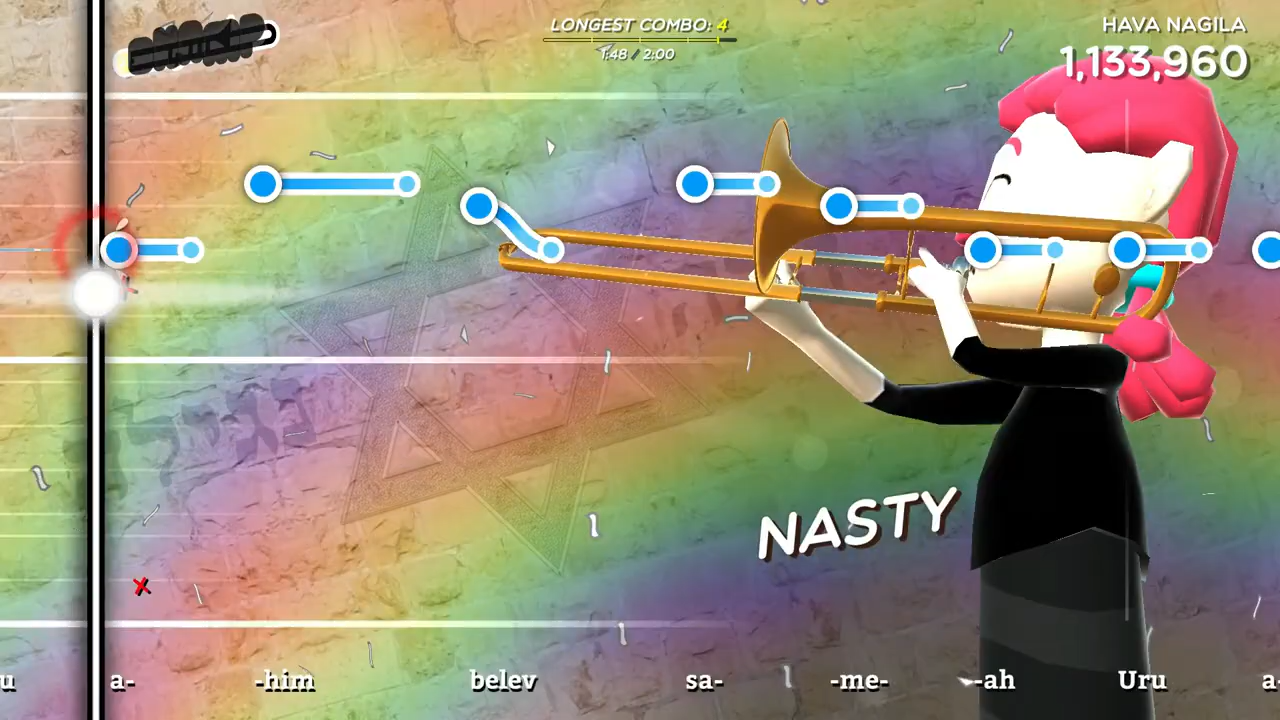 LONGEST COMBO: 4
1:48 / 2:00
HAVA NAGILA
1,133,960
נגילה
NASTY
x
u a- -him belev sa- -me- -ah Uru a-